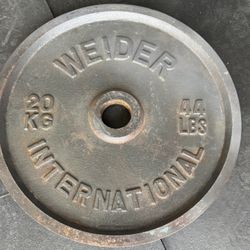 WEIDER
20
KG
44
LBS
INTERNATIONAL